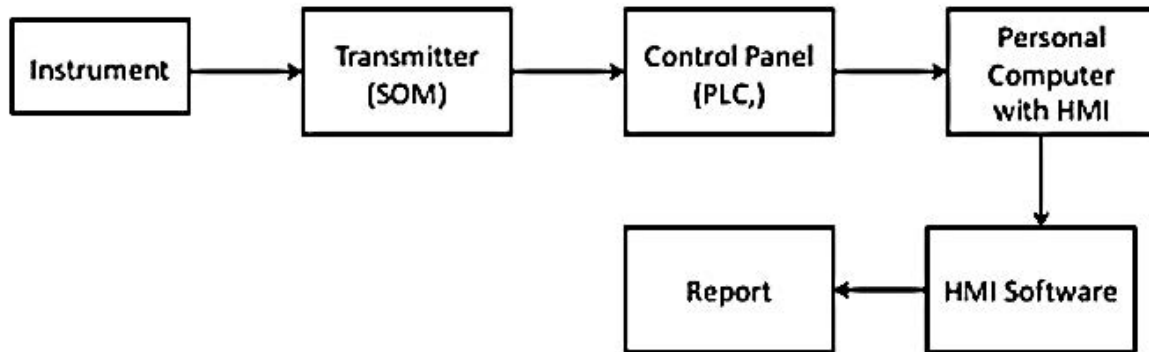 Instrument
Transmitter
(SOM)
Control Panel
(PLC,)
Personal
Computer
with HMI
HMI Software
Report